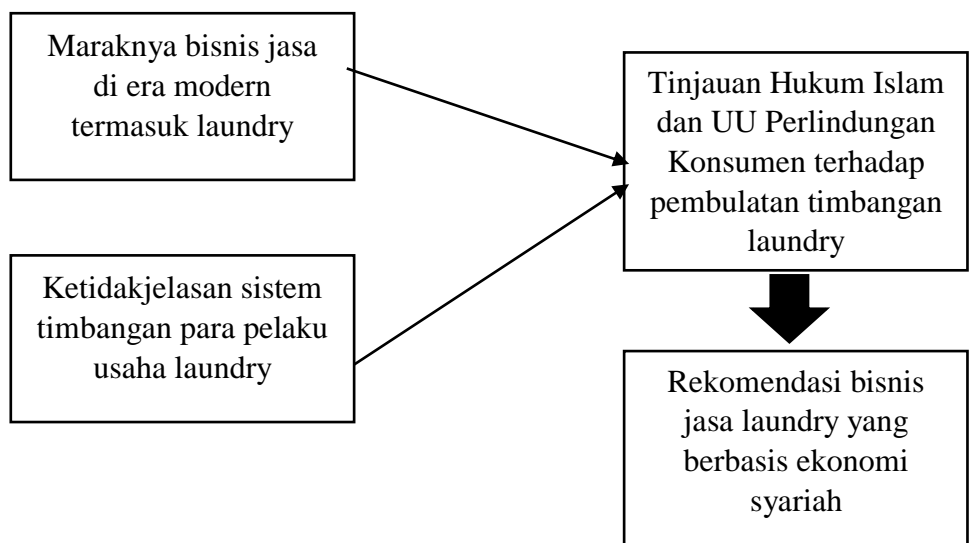 Maraknya bisnis jasa
di era modern
termasuk laundry
Ketidakjelasan sistem
timbangan para pelaku
usaha laundry
Tinjauan Hukum Islam
dan UU Perlindungan
Konsumen terhadap
pembulatan timbangan
laundry
Rekomendasi bisnis
jasa laundry yang
berbasis ekonomi
syariah